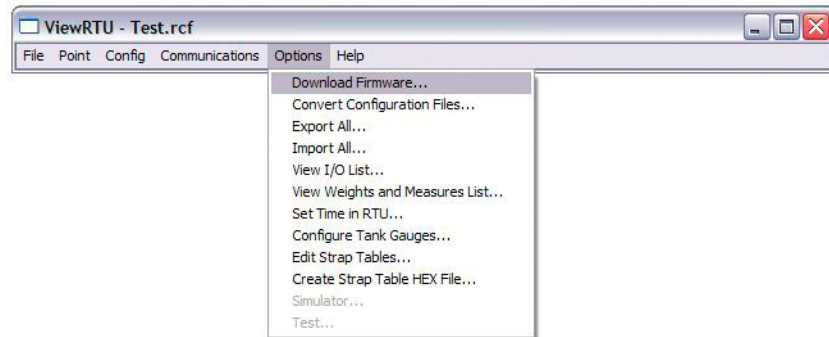 ViewRTU - Test.rcf
File Point Config Communications Options Help
Download Firmware...
Convert Configuration Files...
Export All...
Import All...
View I/O List...
View Weights and Measures List...
Set Time in RTU...
Configure Tank Gauges...
Edit Strap Tables...
Create Strap Table HEX File...
Simulator...
Test...